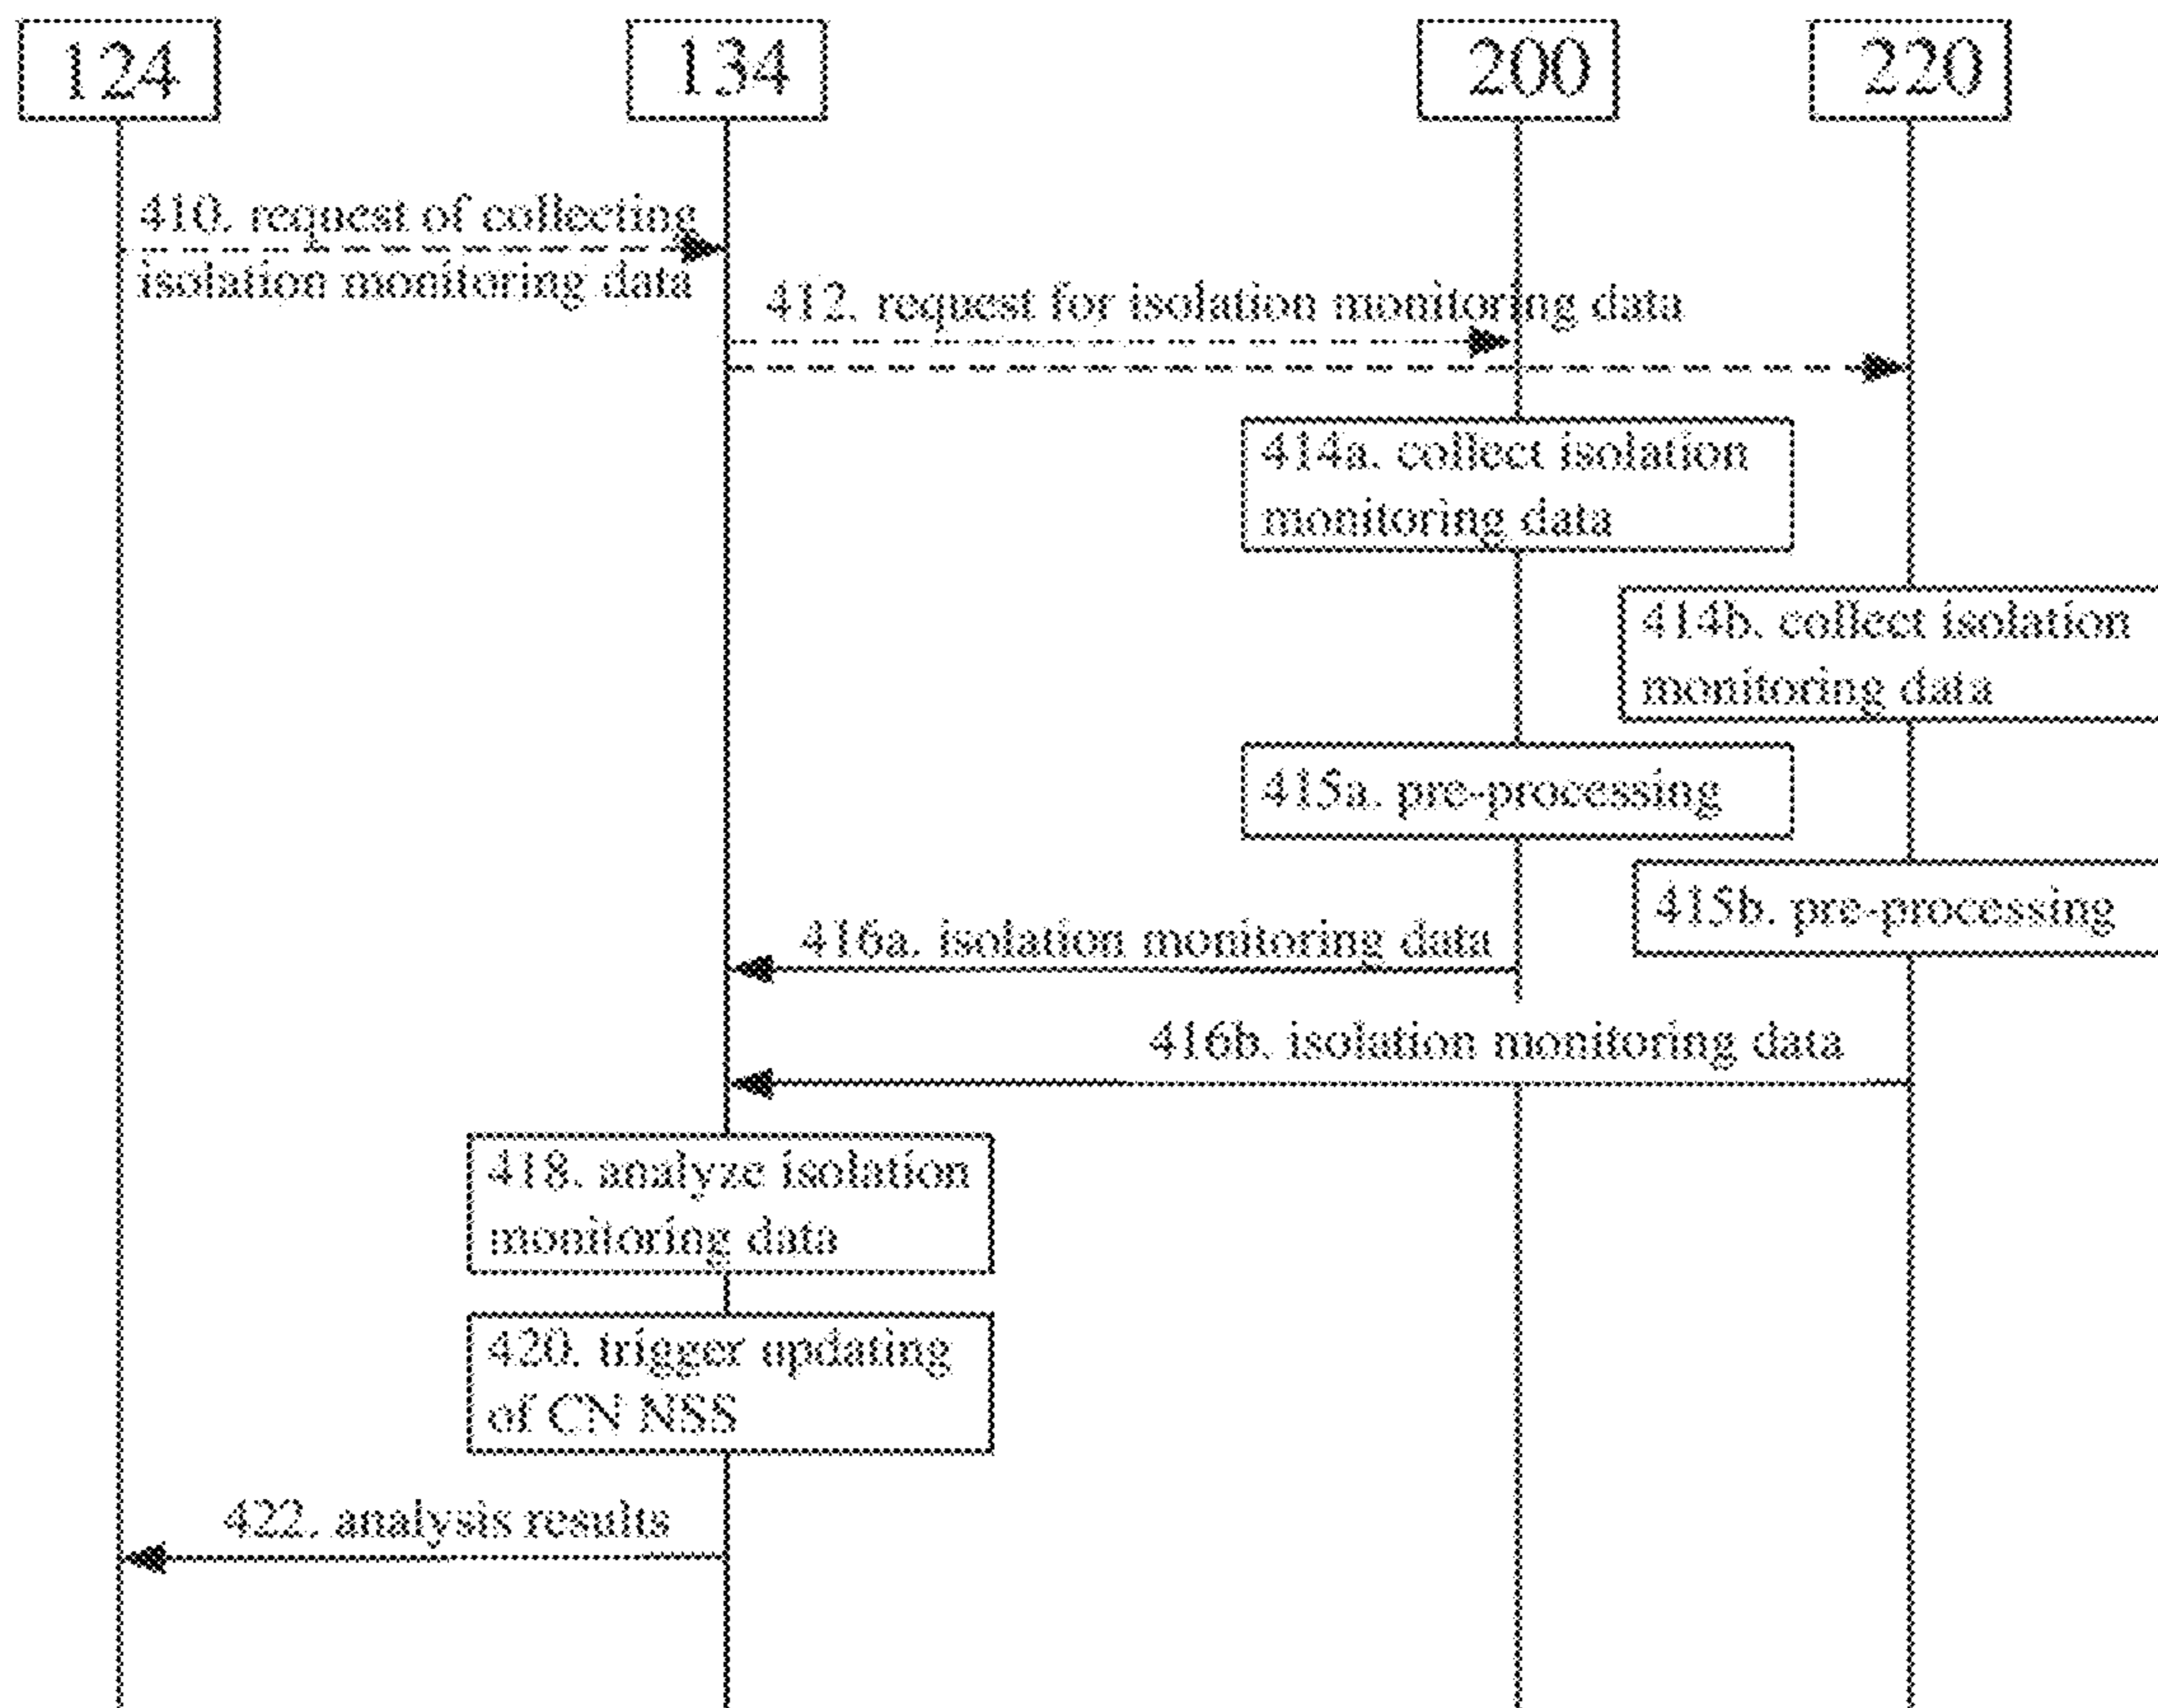 124
134
200
220
410. request of collecting
isolation monitoring data
412. request for isolation monitoring data
414a. collect isolation
monitoring data
414b. collect isolation
monitoring data
415a. pre-processing
415b. pre-processing
416a. isolation monitoring data
416b. isolation monitoring data
418. analyze isolation
monitoring data
420. trigger updating
of CN NSS
422. analysis results